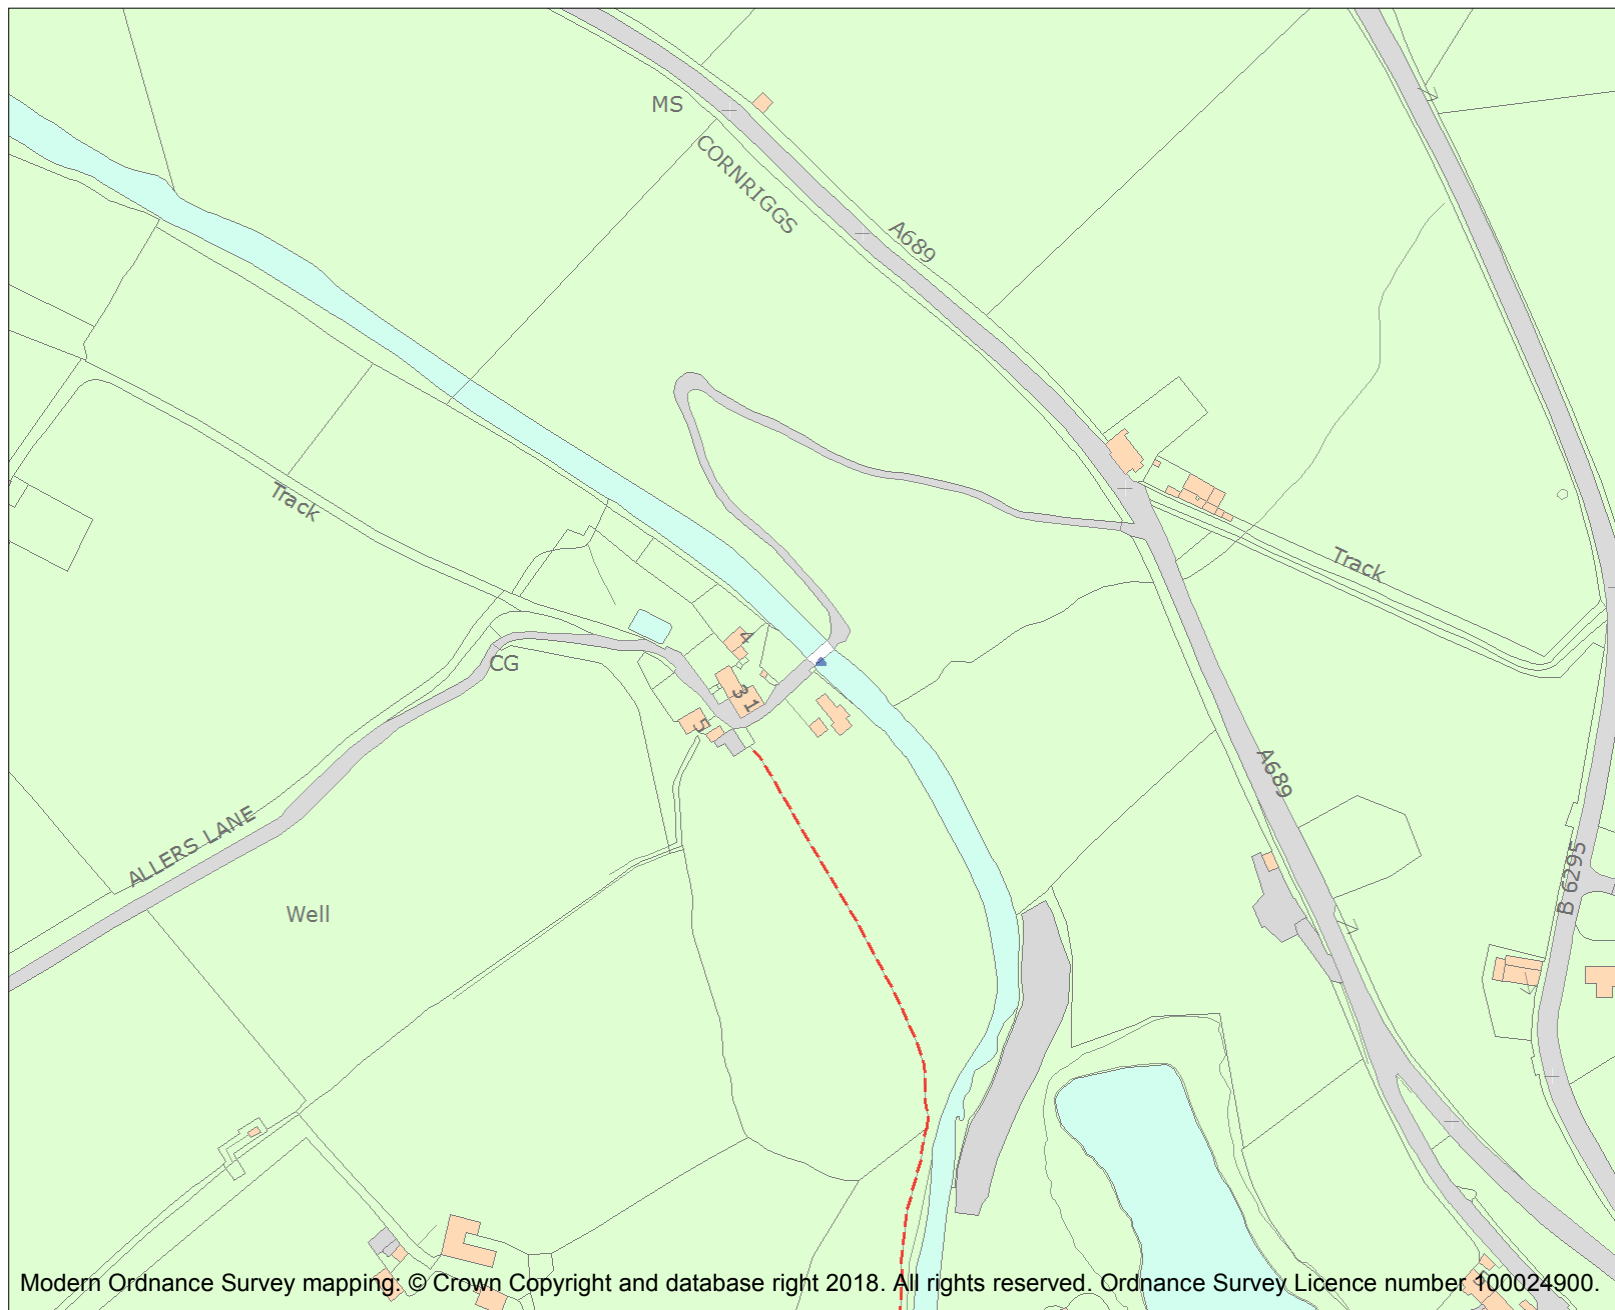 MS
CORNRIGGS
A689
Track
Track
4
CG
3 1
5
A689
ALLERS LANE
B 6295
Well
Modern Ordnance Survey mapping: © Crown Copyright and database right 2018. All rights reserved. Ordnance Survey Licence number 100024900.